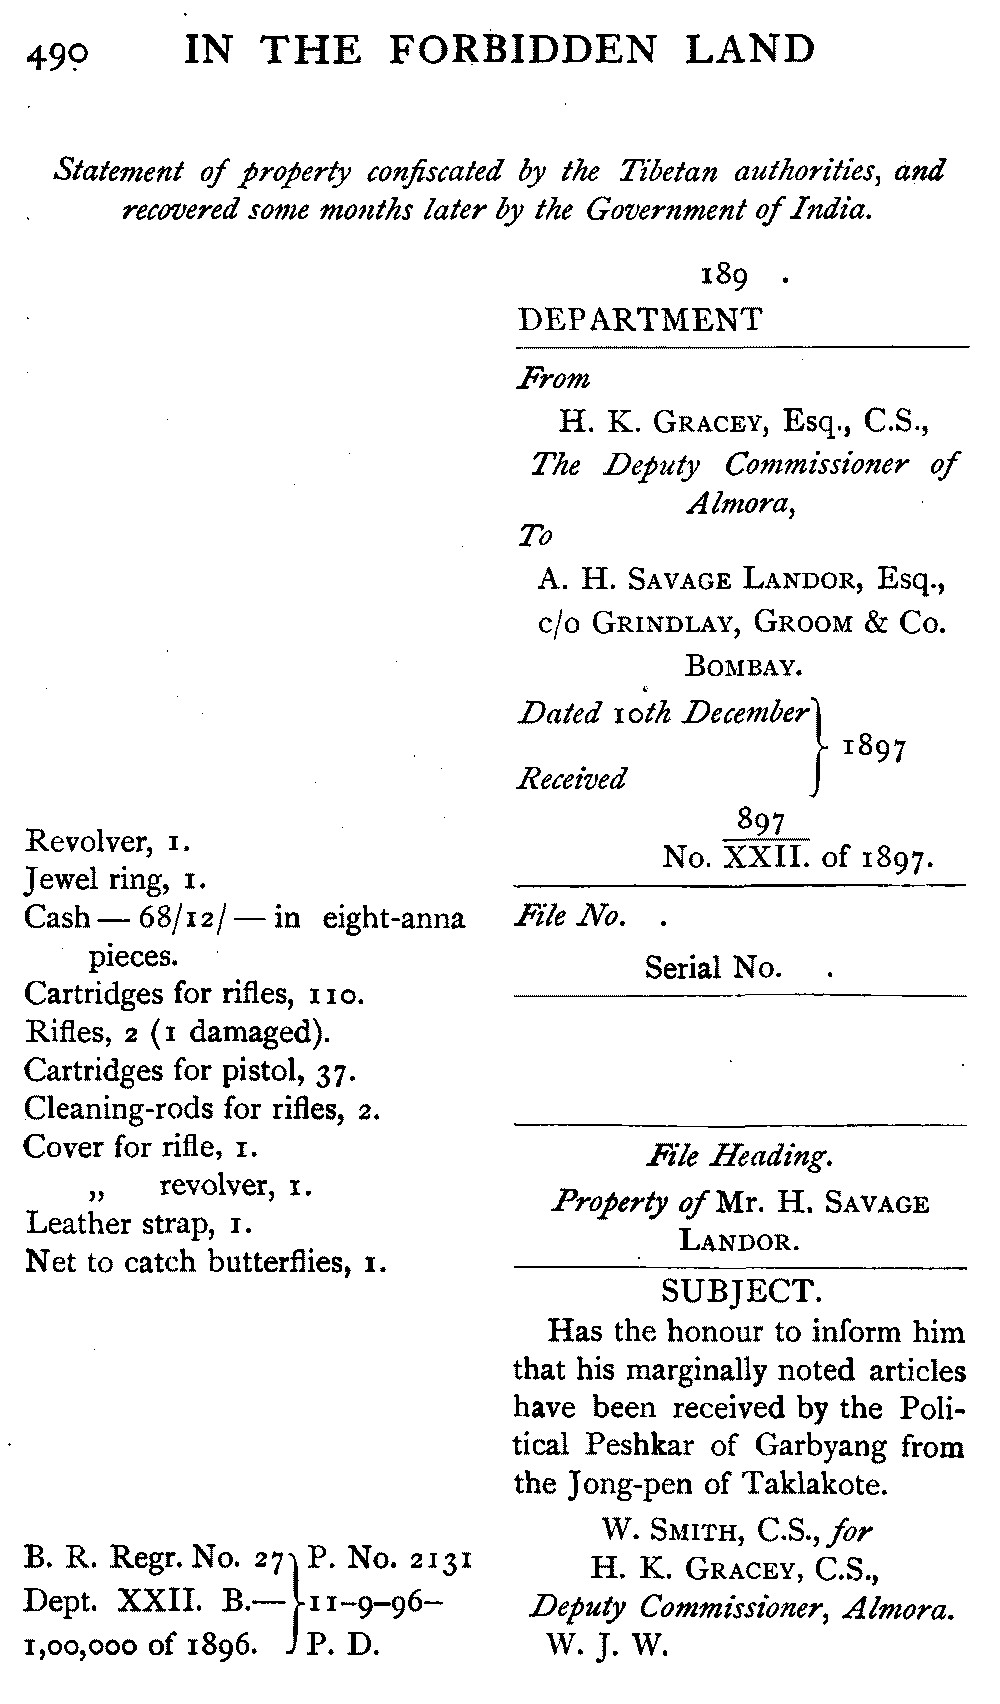 490 IN THE FORBIDDEN LAND
Statement of property confiscated by the Tibetan authorities, and
recovered some months later by the Government of India.
189 .
DEPARTMENT
From
H. K. GRACEY, Esq., C.S.,
The Deputy Commissioner of
Almora,
To
A. H. SAVAGE LANDOR, Esq.,
c/o GRINDLAY, GROOM & Co.
BOMBAY.
Dated 10th December
Received
} 1897
897
No. XXII. of 1897.
File No. .
Serial No. .
File Heading.
Property of Mr. H. SAVAGE
LANDOR.
SUBJECT.
Has the honour to inform him
that his marginally noted articles
have been received by the Poli-
tical Peshkar of Garbyang from
the Jong-pen of Taklakote.
W. SMITH, C.S., for
H. K. GRACEY, C.S.,
Deputy Commissioner, Almora.
W. J. W.
Revolver, 1.
Jewel ring, 1.
Cash — 68/12/ — in eight-anna
pieces.
Cartridges for rifles, 110.
Rifles, 2 (1 damaged).
Cartridges for pistol, 37.
Cleaning-rods for rifles, 2.
Cover for rifle, 1.
„ revolver, 1.
Leather strap, 1.
Net to catch butterflies, 1.
B. R. Regr. No. 27 } P. No. 2131
Dept. XXII. B.— } 11-9-96-
1,00,000 of 1896. } P. D.